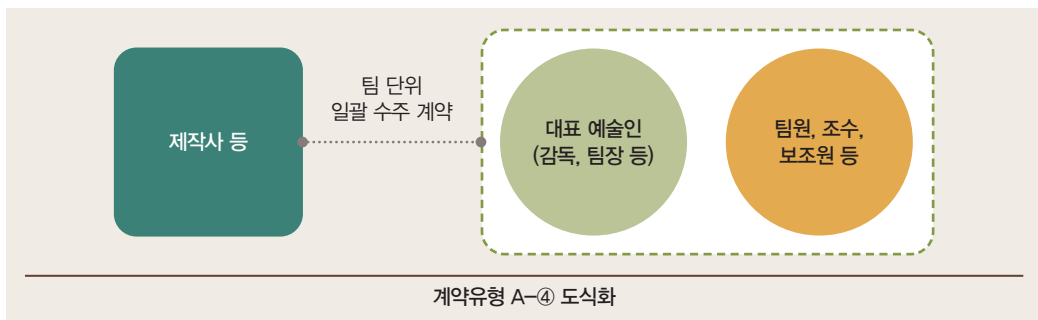 제작사 등
팀 단위
일괄 수주 계약
대표 예술인
(감독, 팀장 등)
팀원, 조수,
보조원 등
계약유형 A-④ 도식화